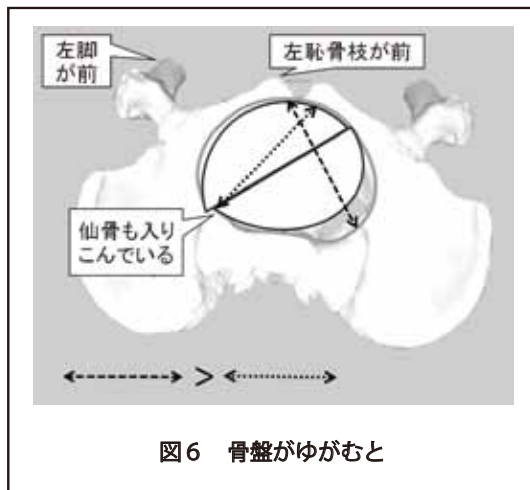 左脚
が前
左恥骨枝が前
仙骨も入り
こんでいる
>
図6 骨盤がゆがむと